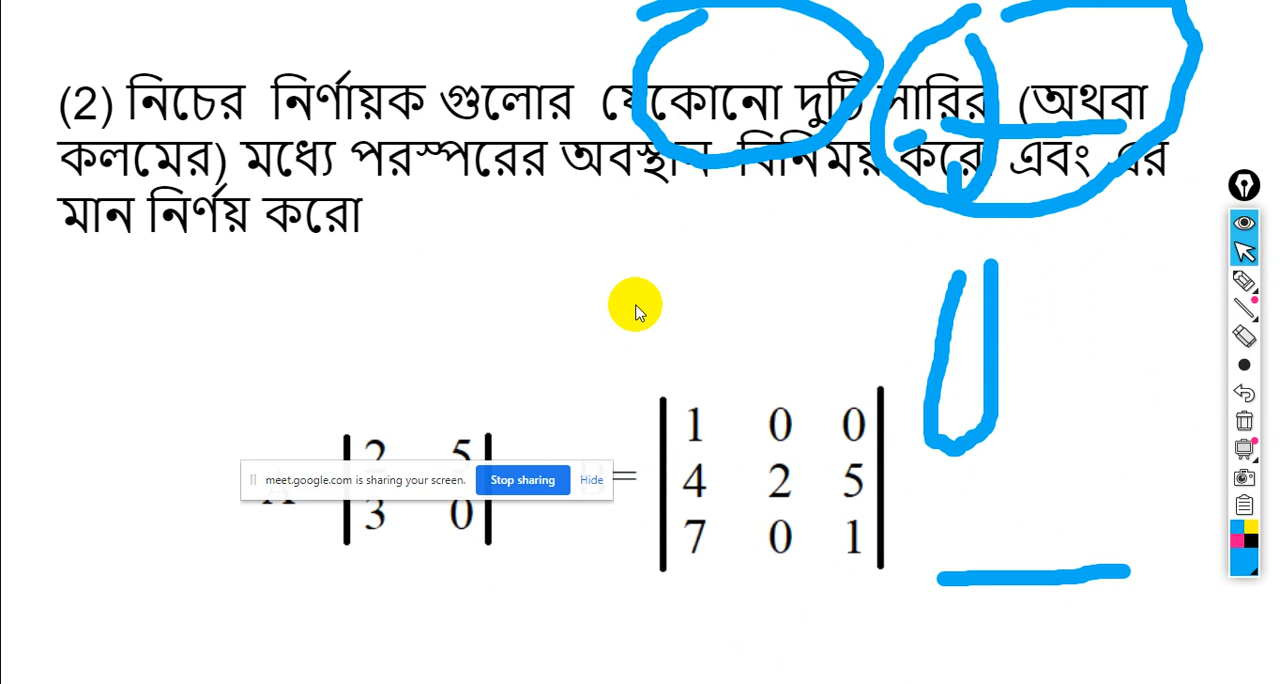 (2) নিচের নির্ণায়ক গুলোর যেকোনো দুটি সারির (অথবা
কলমের) মধ্যে পরস্পরের অবস্থান বিনিময় করো এবং এর
মান নির্ণয় করো
2 5
3 0
=
1 0 0
4 2 5
7 0 1
meet.google.com is sharing your screen. Stop sharing Hide